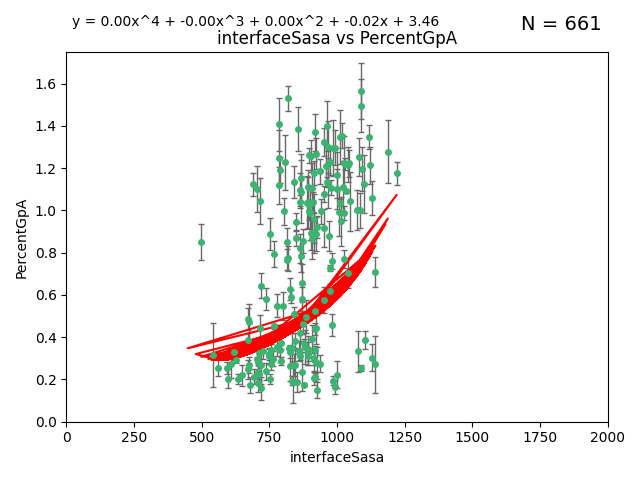 y = 0.00x^4 + -0.00x^3 + 0.00x^2 + -0.02x + 3.46
N = 661
interfaceSasa vs PercentGpA
PercentGpA
1.6
1.4
1.2
1.0
0.8
0.6
0.4
0.2
0.0
0 250 500 750 1000 1250 1500 1750 2000
interfaceSasa